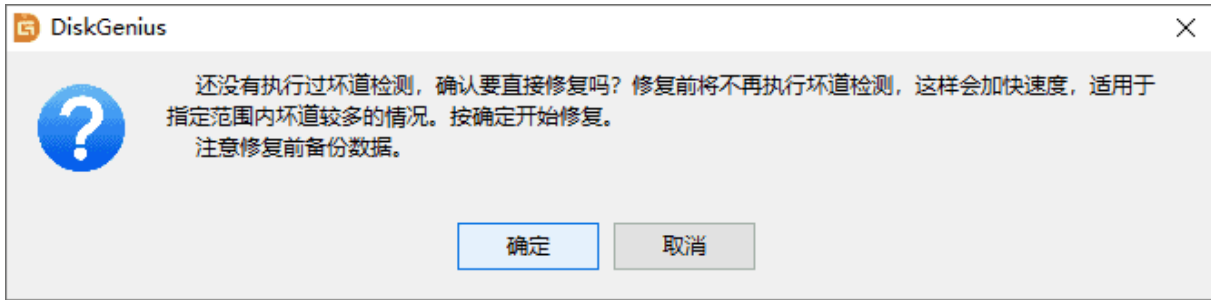 DiskGenius
还没有执行过坏道检测，确认要直接修复吗？修复前将不再执行坏道检测，这样会加快速度，适用于
指定范围内坏道较多的情况。按确定开始修复。
注意修复前备份数据。
确定
取消